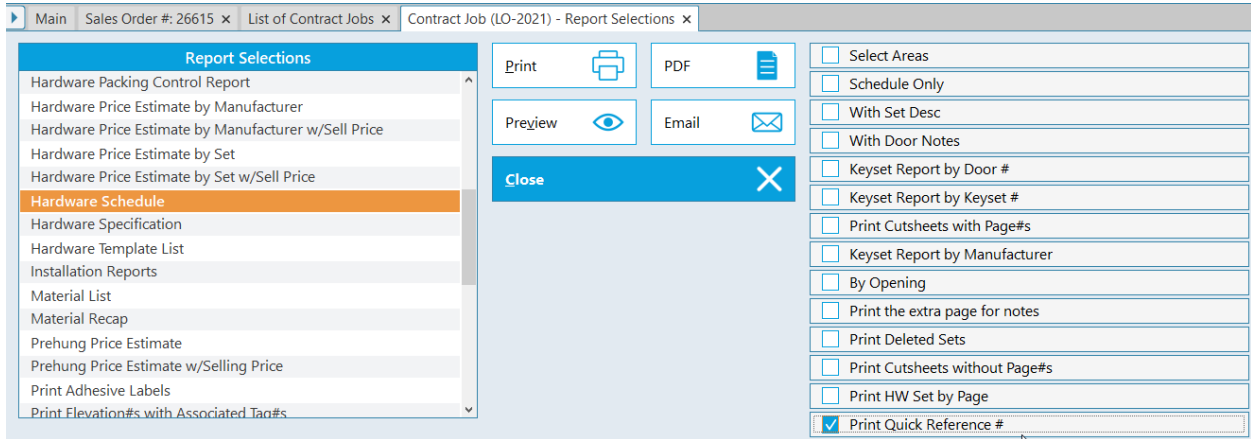 Main
Sales Order #: 26615 ×
List of Contract Jobs ×
Contract Job (LO-2021) - Report Selections ×
Report Selections
Hardware Packing Control Report
Hardware Price Estimate by Manufacturer
Hardware Price Estimate by Manufacturer w/Sell Price
Hardware Price Estimate by Set
Hardware Price Estimate by Set w/Sell Price
Hardware Schedule
Hardware Specification
Hardware Template List
Installation Reports
Material List
Material Recap
Prehung Price Estimate
Prehung Price Estimate w/Selling Price
Print Adhesive Labels
Print Elevation#s with Associated Tag#s
Print
PDF
Preview
Email
Close
Select Areas
Schedule Only
With Set Desc
With Door Notes
Keyset Report by Door #
Keyset Report by Keyset #
Print Cutsheets with Page#s
Keyset Report by Manufacturer
By Opening
Print the extra page for notes
Print Deleted Sets
Print Cutsheets without Page#s
Print HW Set by Page
Print Quick Reference #